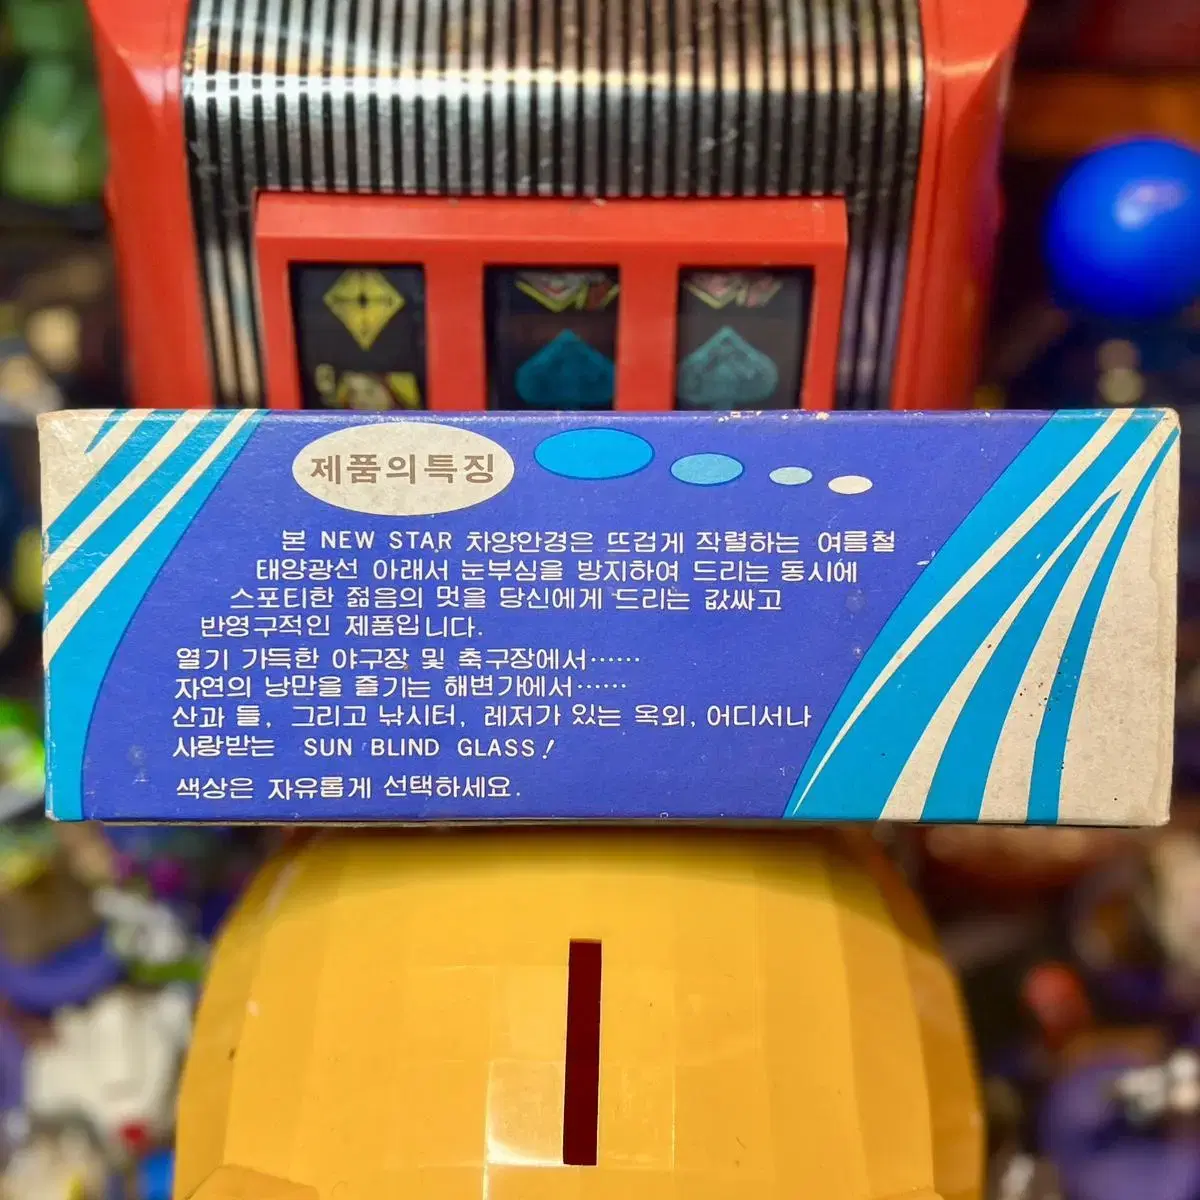 제품의특징
본 NEW STAR 차양안경은 뜨겁게 작렬하는 여름철
태양광선 아래서 눈부심을 방지하여 드리는 동시에
스포티한 젊음의 멋을 당신에게 드리는 값싸고
반영구적인 제품입니다.
열기 가득한 야구장 및 축구장에서······
자연의 낭만을 즐기는 해변가에서······
산과 들, 그리고 낚시터, 레저가 있는 옥외, 어디서나
사랑받는 SUN BLIND GLASS!
색상은 자유롭게 선택하세요.